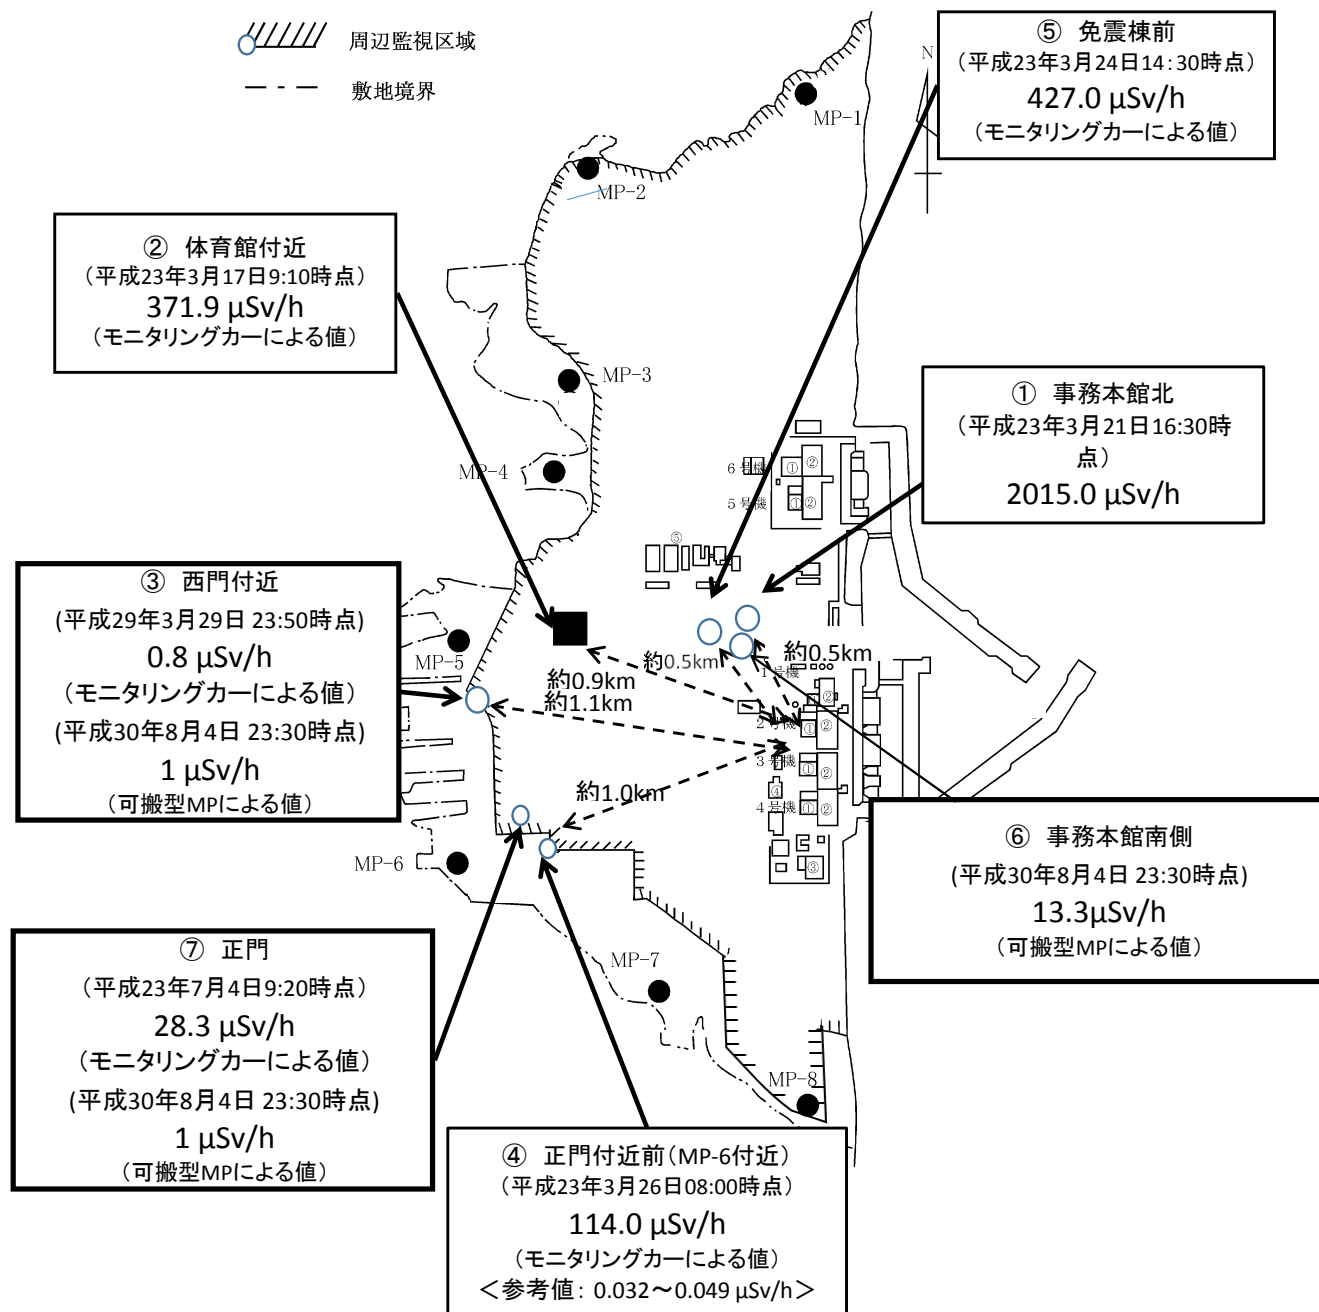 周辺監視区域
敷地境界
⑤ 免震棟前
(平成23年3月24日14:30時点)
427.0 μSv/h
(モニタリングカーによる値)
N
MP-1
MP-2
② 体育館付近
(平成23年3月17日9:10時点)
371.9 μSv/h
(モニタリングカーによる値)
MP-3
① 事務本館北
(平成23年3月21日16:30時
点)
2015.0 μSv/h
MP-4
6号機
① ②
5号機
① ②
⑤
③ 西門付近
(平成29年3月29日 23:50時点)
0.8 μSv/h
(モニタリングカーによる値)
(平成30年8月4日 23:30時点)
1 μSv/h
(可搬型MPによる値)
MP-5
約0.5km
約0.5km
約0.9km
約1.1km
1号機
②
2号機
① ②
3号機
① ②
約1.0km
④
4号機
① ②
③
MP-6
⑥ 事務本館南側
(平成30年8月4日 23:30時点)
13.3μSv/h
(可搬型MPによる値)
⑦ 正門
(平成23年7月4日9:20時点)
28.3 μSv/h
(モニタリングカーによる値)
(平成30年8月4日 23:30時点)
1 μSv/h
(可搬型MPによる値)
MP-7
MP-8
④ 正門付近前(MP-6付近)
(平成23年3月26日08:00時点)
114.0 μSv/h
(モニタリングカーによる値)
<参考値: 0.032～0.049 μSv/h>